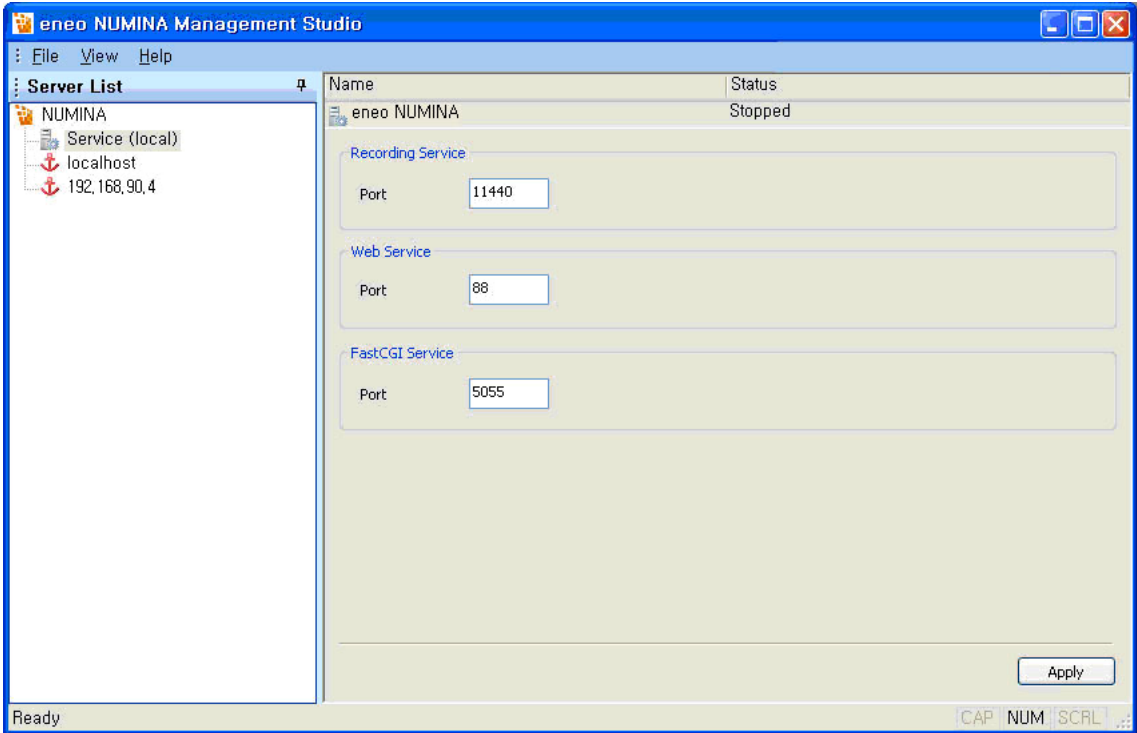 eneo NUMINA Management Studio
File View Help
Server List
NUMINA
Service (local)
localhost
192,168,90,4
Name Status
eneo NUMINA Stopped
Recording Service
Port 11440
Web Service
Port 88
FastCGI Service
Port 5055
Apply
Ready CAP NUM SCRL